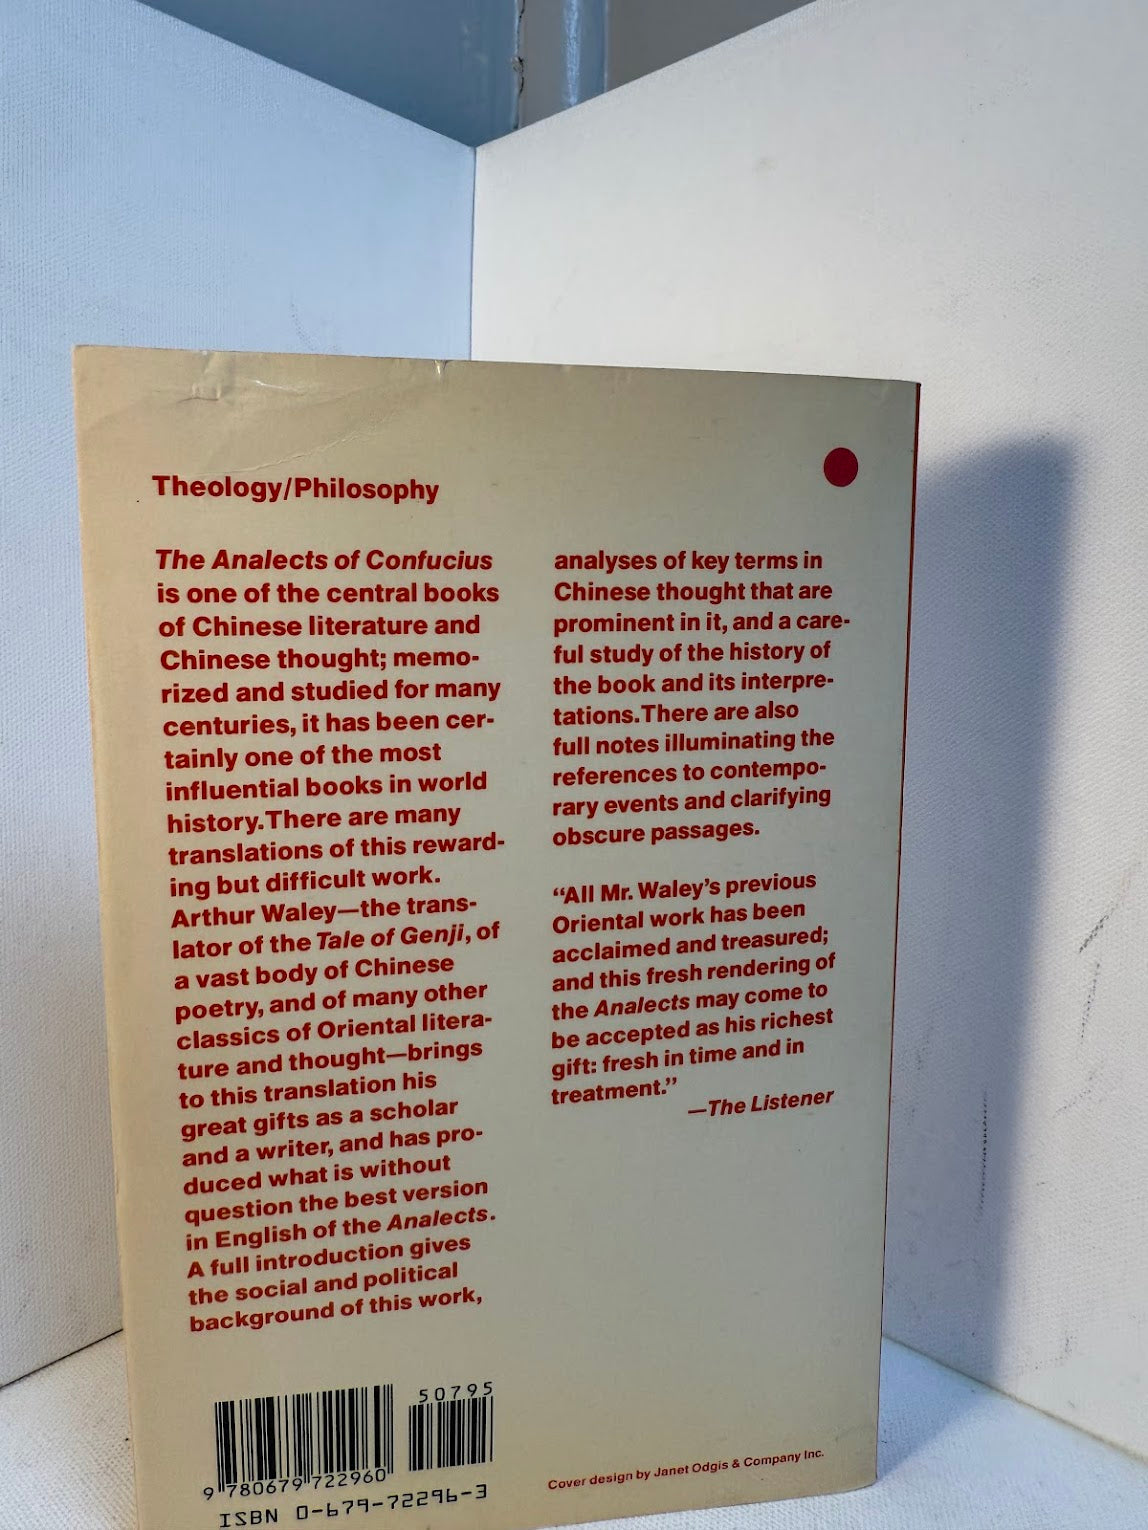 Theology/Philosophy
The Analects of Confucius
is one of the central books
of Chinese literature and
Chinese thought; memo-
rized and studied for many
centuries, it has been cer-
tainly one of the most
influential books in world
history.There are many
translations of this reward-
ing but difficult work.
Arthur Waley—the trans-
lator of the Tale of Genji, of
a vast body of Chinese
poetry, and of many other
classics of Oriental litera-
ture and thought—brings
to this translation his
great gifts as a scholar
and a writer, and has pro-
duced what is without
question the best version
in English of the Analects.
A full introduction gives
the social and political
background of this work,
analyses of key terms in
Chinese thought that are
prominent in it, and a care-
ful study of the history of
the book and its interpre-
tations.There are also
full notes illuminating the
references to contempo-
rary events and clarifying
obscure passages.
“All Mr. Waley’s previous
Oriental work has been
acclaimed and treasured;
and this fresh rendering of
the Analects may come to
be accepted as his richest
gift: fresh in time and in
treatment.”
—The Listener
50795
9 780679 722960
ISBN 0-679-72296-3
Cover design by Janet Odgis & Company Inc.